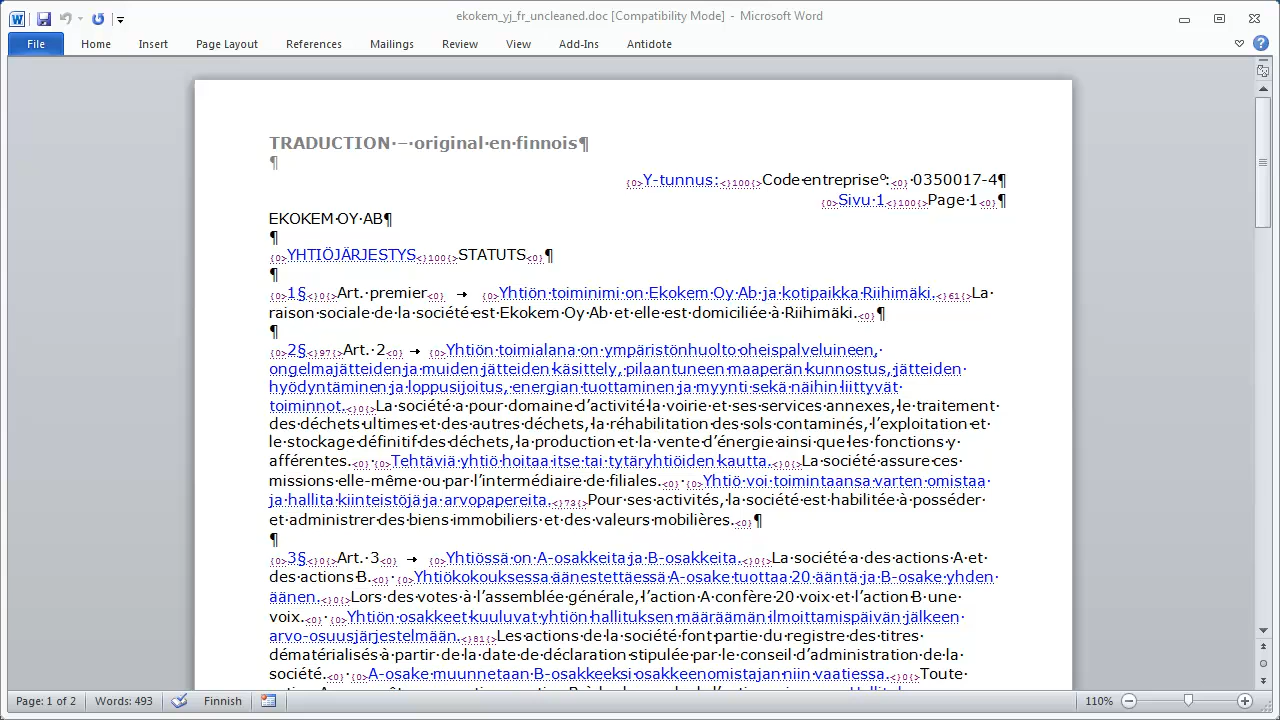 ekokem_yj_fr_uncleaned.doc [Compatibility Mode] - Microsoft Word
File Home Insert Page Layout References Mailings Review View Add-Ins Antidote
TRADUCTION·–·original·en·finnois¶
¶
{0>Y-tunnus:<}100{>Code·entreprise°:<0}·0350017-4¶
{0>Sivu·1<}100{>Page·1<0}¶
EKOKEM·OY·AB¶
¶
{0>YHTIÖJÄRJESTYS<}100{>STATUTS<0}¶
¶
{0>1§<}0{>Art.·premier<0} → {0>Yhtiön·toiminimi·on·Ekokem·Oy·Ab·ja·kotipaikka·Riihimäki.<}61{>La·
raison·sociale·de·la·société·est·Ekokem·Oy·Ab·et·elle·est·domiciliée·à·Riihimäki.<0}¶
¶
{0>2§<}97{>Art.·2<0} → {0>Yhtiön·toimialana·on·ympäristönhuolto·oheispalveluineen,·
ongelmajätteiden·ja·muiden·jätteiden·käsittely,·pilaantuneen·maaperän·kunnostus,·jätteiden·
hyödyntäminen·ja·loppusijoitus,·energian·tuottaminen·ja·myynti·sekä·näihin·liittyvät·
toiminnot.<}0{>La·société·a·pour·domaine·d’activité·la·voirie·et·ses·services·annexes,·le·traitement·
des·déchets·ultimes·et·des·autres·déchets,·la·réhabilitation·des·sols·contaminés,·l’exploitation·et·
le·stockage·définitif·des·déchets,·la·production·et·la·vente·d’énergie·ainsi·que·les·fonctions·y·
afférentes.<0}·{0>Tehtäviä·yhtiö·hoitaa·itse·tai·tytäryhtiöiden·kautta.<}0{>La·société·assure·ces·
missions·elle-même·ou·par·l’intermédiaire·de·filiales.<0}·{0>Yhtiö·voi·toimintaansa·varten·omistaa·
ja·hallita·kiinteistöjä·ja·arvopapereita.<}78{>Pour·ses·activités,·la·société·est·habilitée·à·posséder·
et·administrer·des·biens·immobiliers·et·des·valeurs·mobilières.<0}¶
¶
{0>3§<}0{>Art.·3<0} → {0>Yhtiössä·on·A-osakkeita·ja·B-osakkeita.<}0{>La·société·a·des·actions·A·et·
des·actions·B.<0}·{0>Yhtiökokouksessa·äänestettäessä·A-osake·tuottaa·20·ääntä·ja·B-osake·yhden·
äänen.<}0{>Lors·des·votes·à·l’assemblée·générale,·l’action·A·confère·20·voix·et·l’action·B·une·
voix.<0}·{0>Yhtiön·osakkeet·kuuluvat·yhtiön·hallituksen·määräämän·ilmoittamispäivän·jälkeen·
arvo-osuusjärjestelmään.<}81{>Les·actions·de·la·société·font·partie·du·registre·des·titres·
dématérialisés·à·partir·de·la·date·de·déclaration·stipulée·par·le·conseil·d’administration·de·la·
société.<0}·{0>A-osake·muunnetaan·B-osakkeeksi·osakkeenomistajan·niin·vaatiessa.<}0{>Toute·
Page: 1 of 2 Words: 493 Finnish 110%